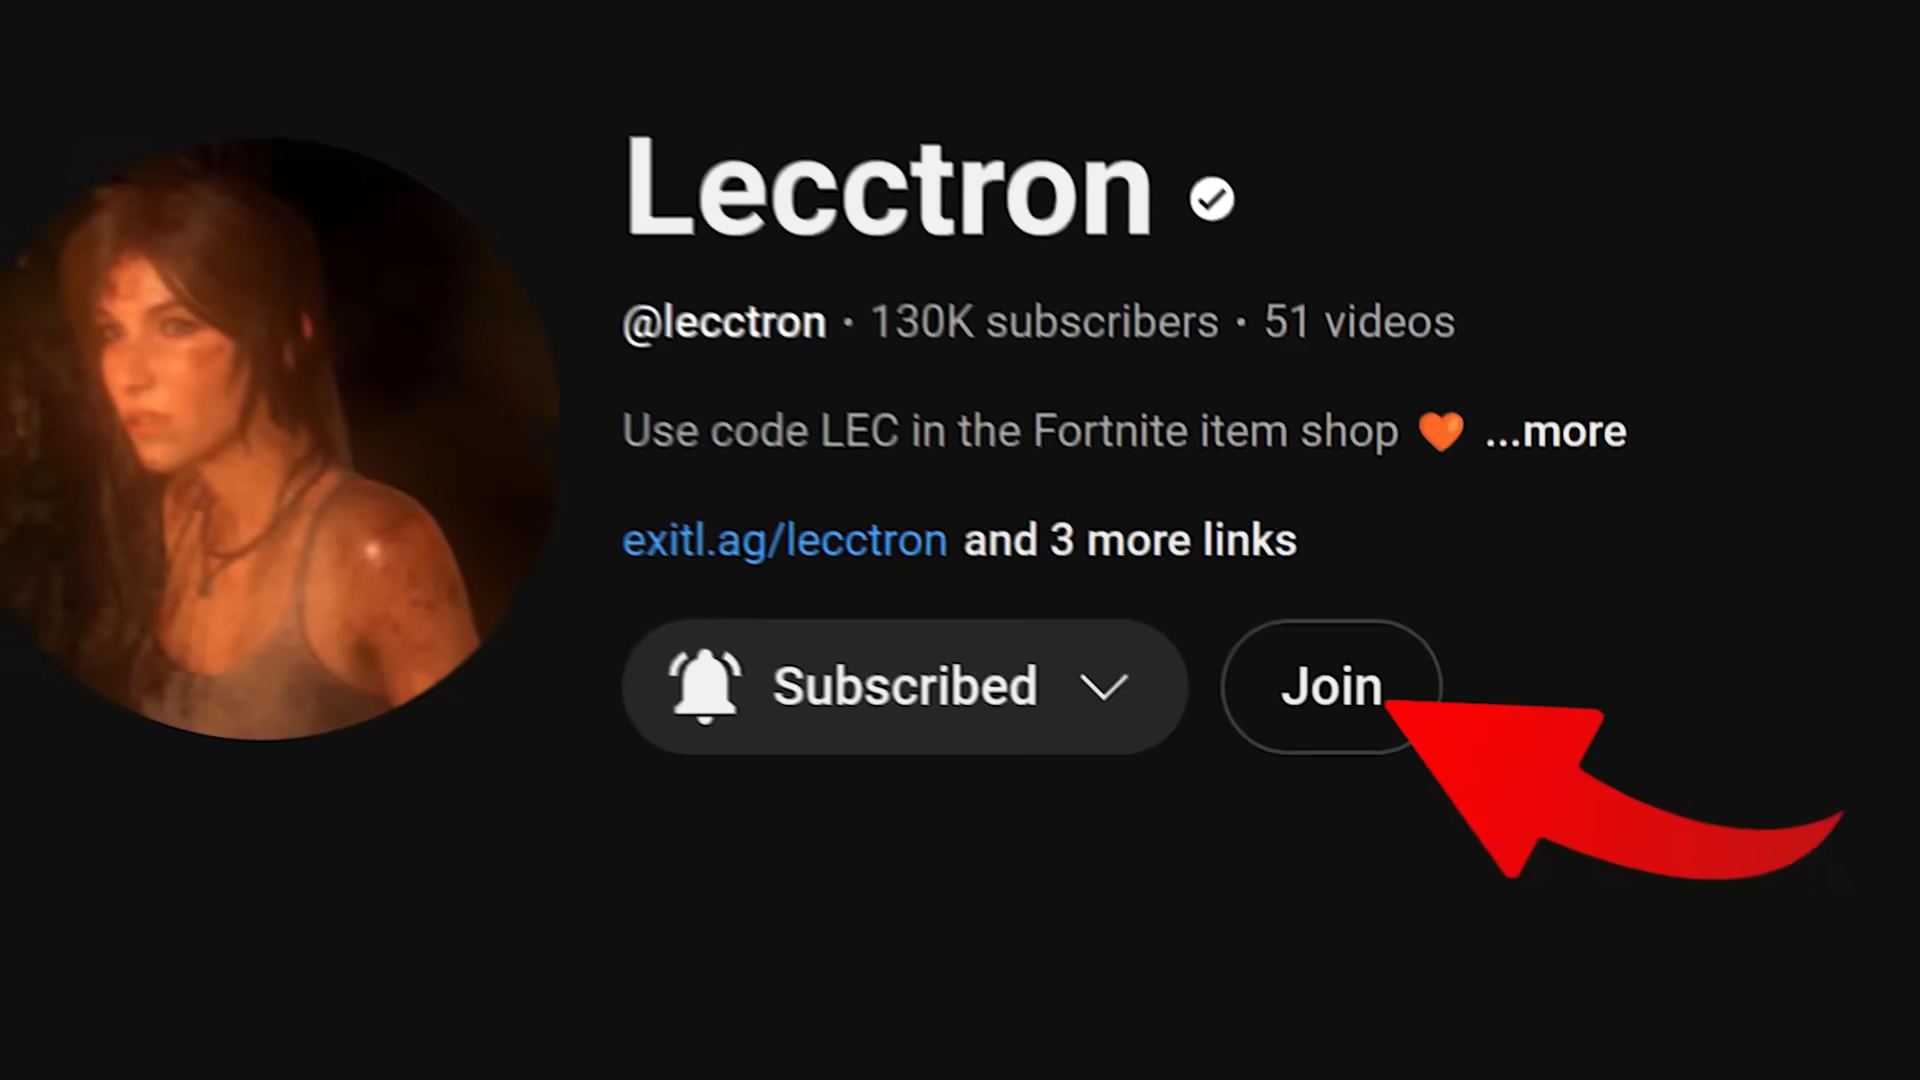 Lecctron
@lecctron · 130K subscribers · 51 videos
Use code LEC in the Fortnite item shop 🧡 ...more
exitl.ag/lecctron and 3 more links
Subscribed
Join